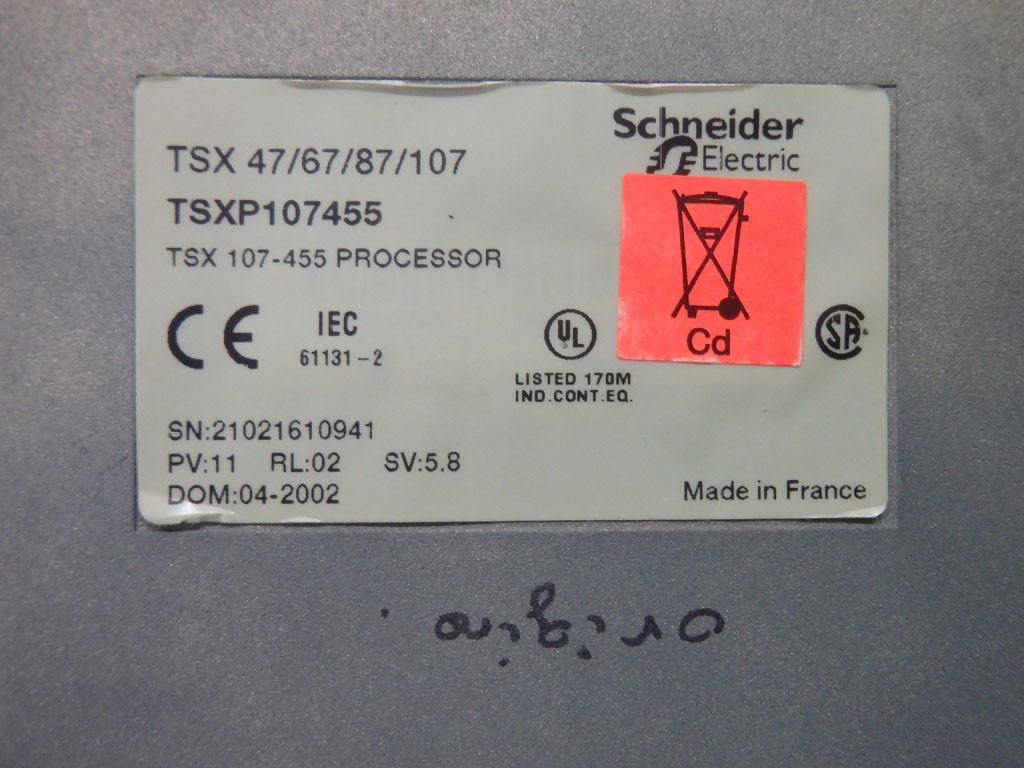 TSX 47/67/87/107
Schneider
Electric
TSXP107455
TSX 107-455 PROCESSOR
CE
IEC
61131-2
UL
LISTED 170M
IND.CONT.EQ.
Cd
SA
SN:21021610941
PV:11 RL:02 SV:5.8
DOM:04-2002
Made in France